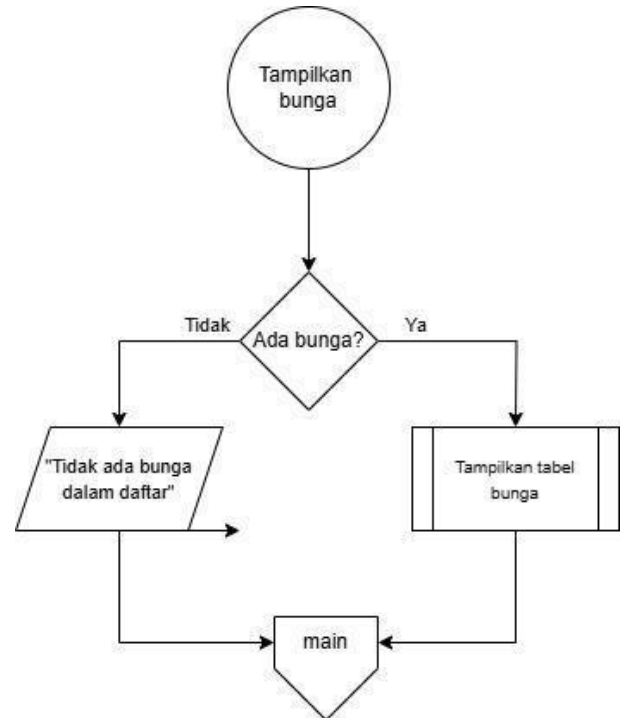 Tampilkan
bunga
Ada bunga?
Tidak
Ya
"Tidak ada bunga
dalam daftar"
Tampilkan tabel
bunga
main